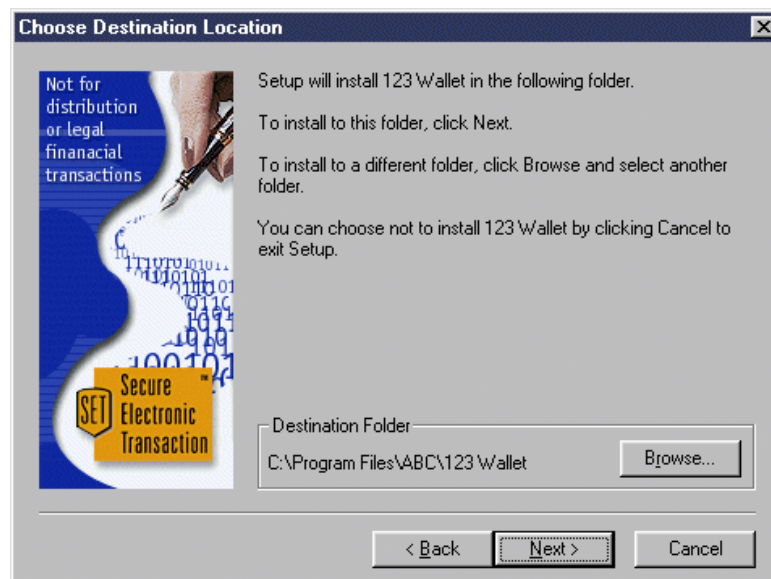 Choose Destination Location
Not for
distribution
or legal
finanacial
transactions
Setup will install 123 Wallet in the following folder.
To install to this folder, click Next.
To install to a different folder, click Browse and select another
folder.
You can choose not to install 123 Wallet by clicking Cancel to
exit Setup.
SET
Secure ™
Electronic
Transaction
Destination Folder
C:\Program Files\ABC\123 Wallet
Browse...
< Back
Next >
Cancel